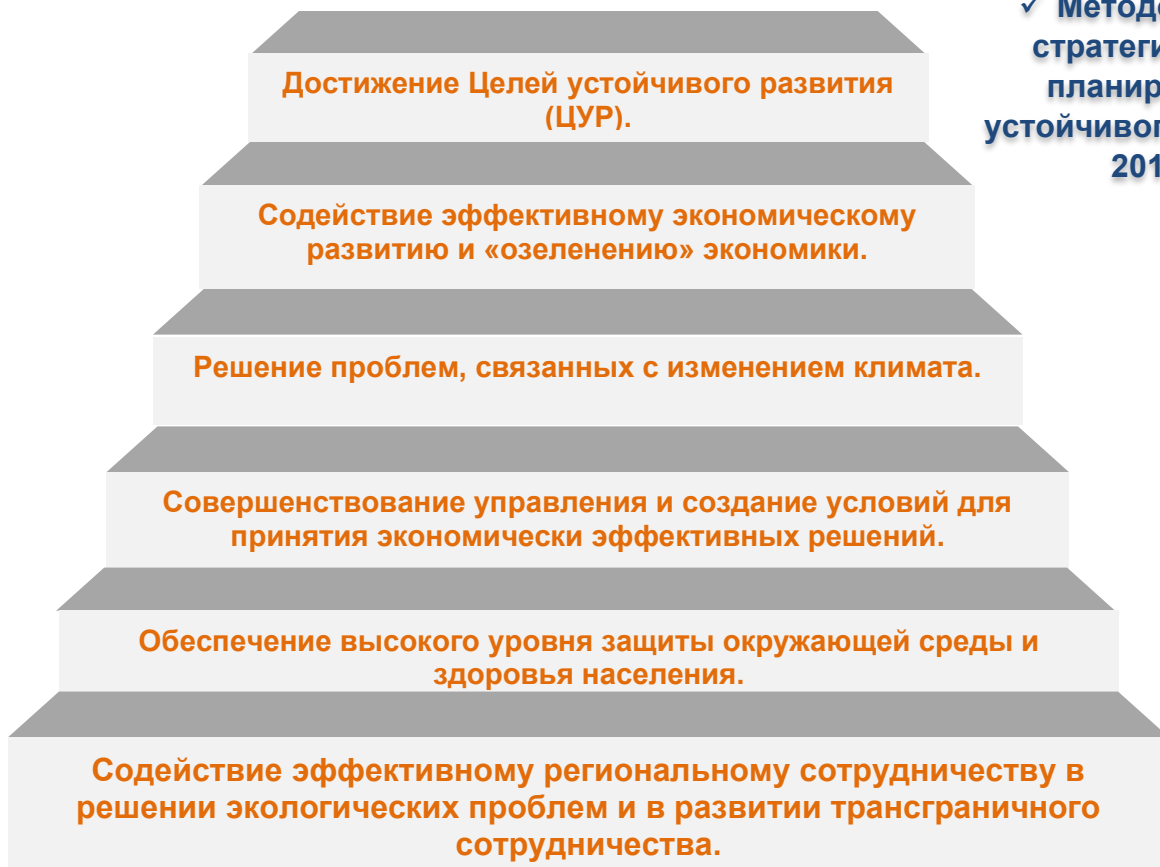 Достижение Целей устойчивого развития
(ЦУР).
Содействие эффективному экономическому
развитию и «озеленению» экономики.
Решение проблем, связанных с изменением климата.
Совершенствование управления и создание условий для
принятия экономически эффективных решений.
Обеспечение высокого уровня защиты окружающей среды и
здоровья населения.
Содействие эффективному региональному сотрудничеству в
решении экологических проблем и в развитии трансграничного
сотрудничества.